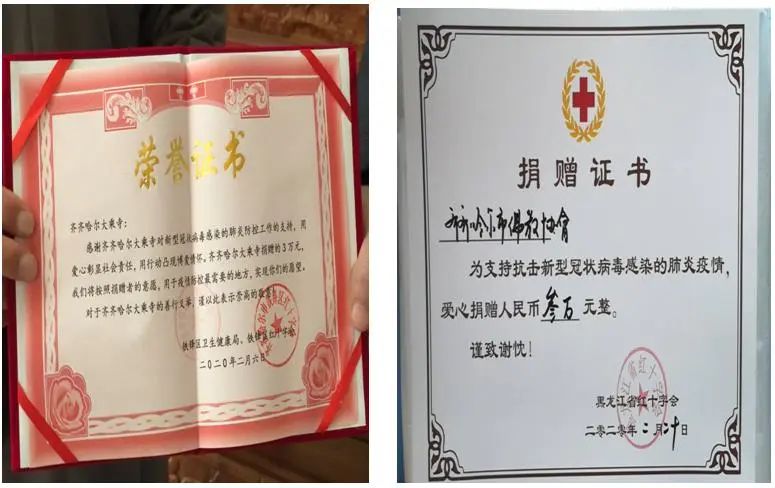 荣誉证书
齐齐哈尔大乘寺:
感谢齐齐哈尔大乘寺对新型冠状病毒感染的肺炎防控工作的支持,用
爱心彰显社会责任,用行动凸现博爱情怀。齐齐哈尔大乘寺捐赠的3万元,
我们将按照捐赠者的意愿,用于疫情防控最需要的地方,实现你们的愿望。
对于齐齐哈尔大乘寺的善行义举,谨以此表示崇高的敬意!
铁锋区卫生健康局、铁锋区红十字会
二0二0年二月六日
捐赠证书
齐齐哈尔市佛教协会
为支持抗击新型冠状病毒感染的肺炎疫情,
爱心捐赠人民币叁万元整。
谨致谢忱!
黑龙江省红十字会
二零二零年二月二十日